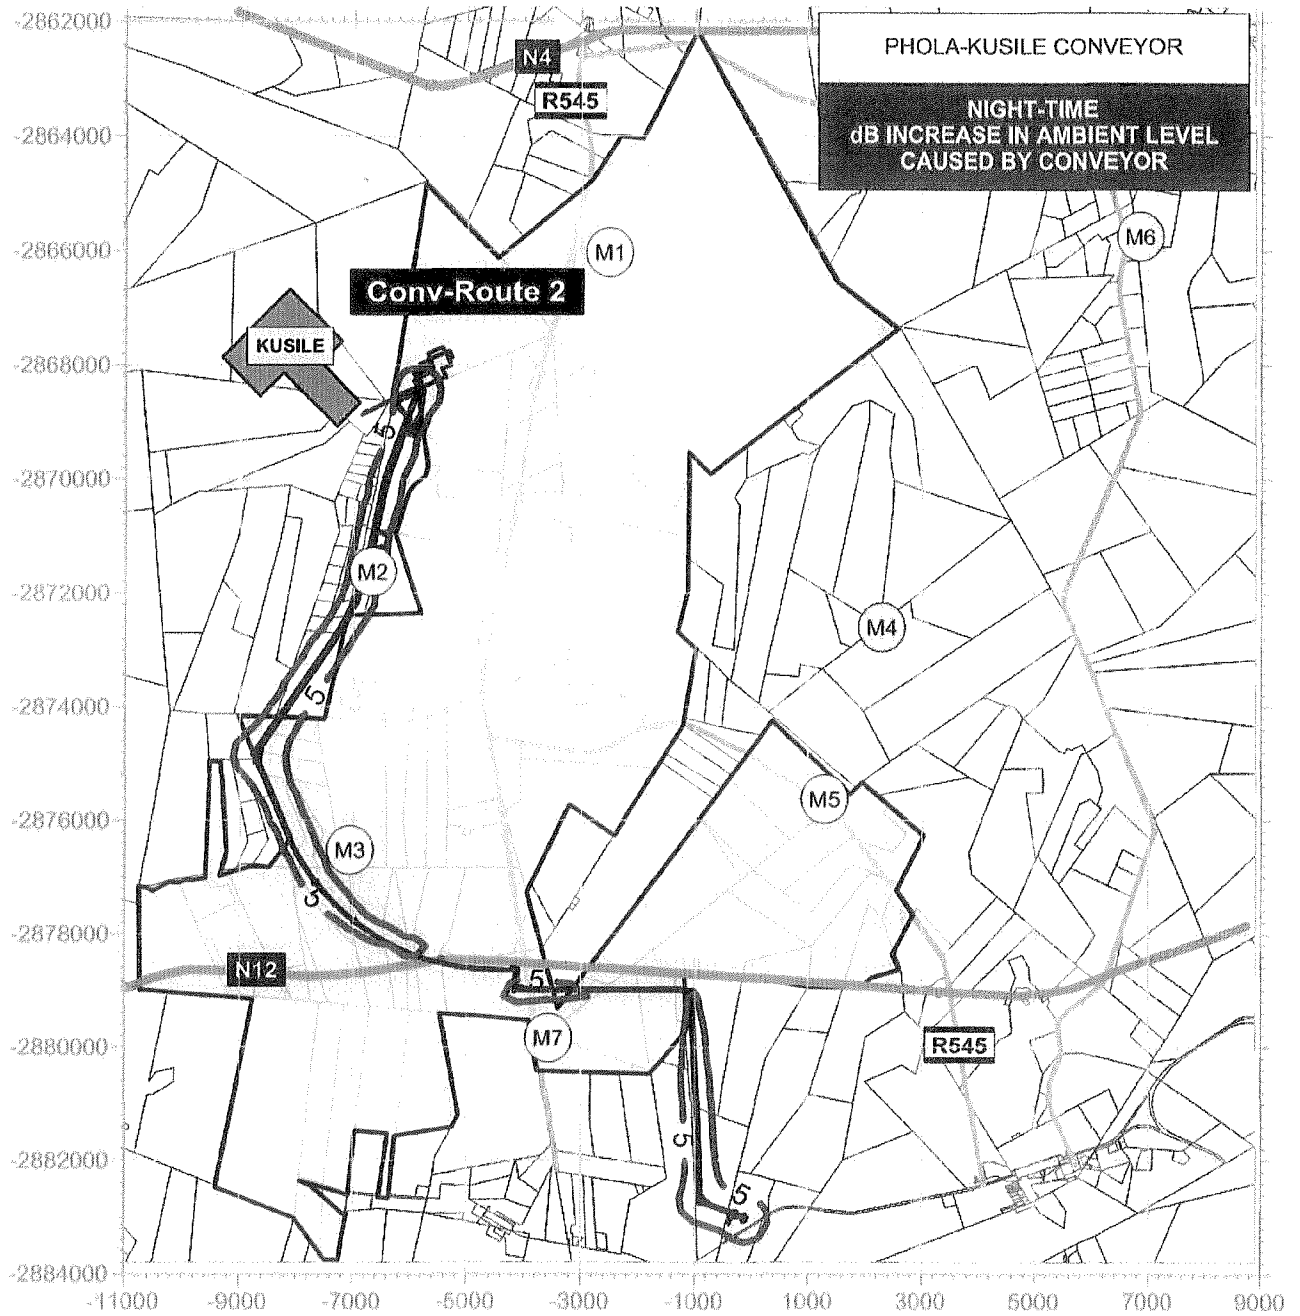 -2862000
PHOLA-KUSILE CONVEYOR
N4
R545
NIGHT-TIME
dB INCREASE IN AMBIENT LEVEL
CAUSED BY CONVEYOR
-2864000
-2866000
M1
M6
Conv-Route 2
KUSILE
-2868000
5
-2870000
M2
-2872000
M4
5
-2874000
M5
-2876000
M3
5
-2878000
N12
5
M7
-2880000
R545
5
-2882000
5
-2884000
-11000 -9000 -7000 -5000 -3000 -1000 1000 3000 5000 7000 9000